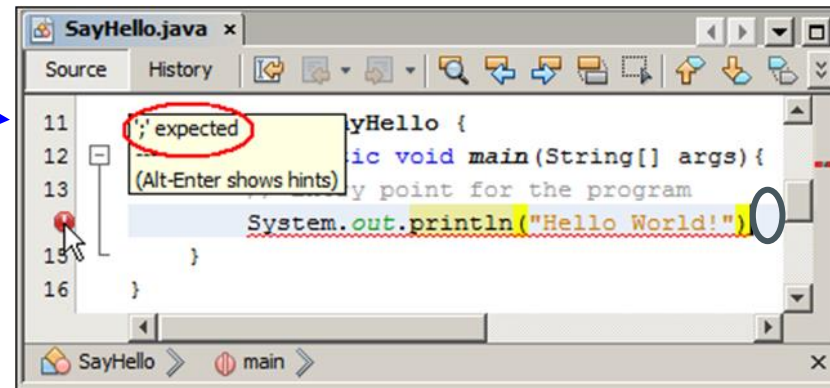 SayHello.java x
Source History
11 yHello {
';' expected
12 ic void main(String[] args){
(Alt-Enter shows hints)
13 y point for the program
System.out.println("Hello World!")
15 }
16 }
SayHello main